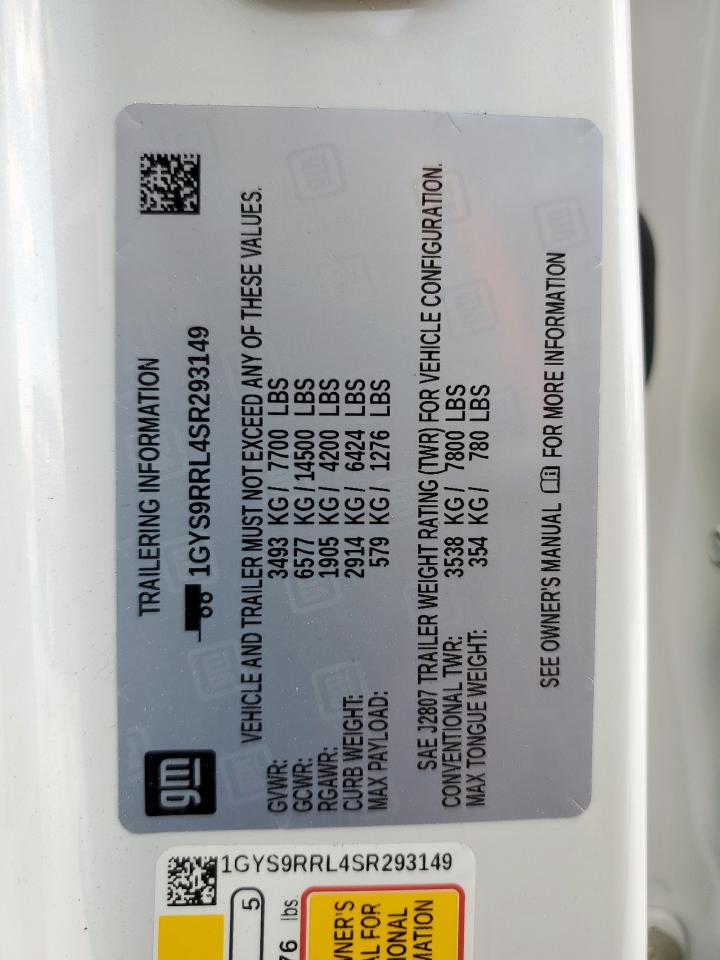 gm
TRAILERING INFORMATION
1GYS9RRL4SR293149
VEHICLE AND TRAILER MUST NOT EXCEED ANY OF THESE VALUES.
GVWR: 3493 KG / 7700 LBS
GCWR: 6577 KG / 14500 LBS
RGAWR: 1905 KG / 4200 LBS
CURB WEIGHT: 2914 KG / 6424 LBS
MAX PAYLOAD: 579 KG / 1276 LBS
SAE J2807 TRAILER WEIGHT RATING (TWR) FOR VEHICLE CONFIGURATION.
CONVENTIONAL TWR: 3538 KG / 7800 LBS
MAX TONGUE WEIGHT: 354 KG / 780 LBS
SEE OWNER'S MANUAL FOR MORE INFORMATION
1GYS9RRL4SR293149
5
76 lbs.